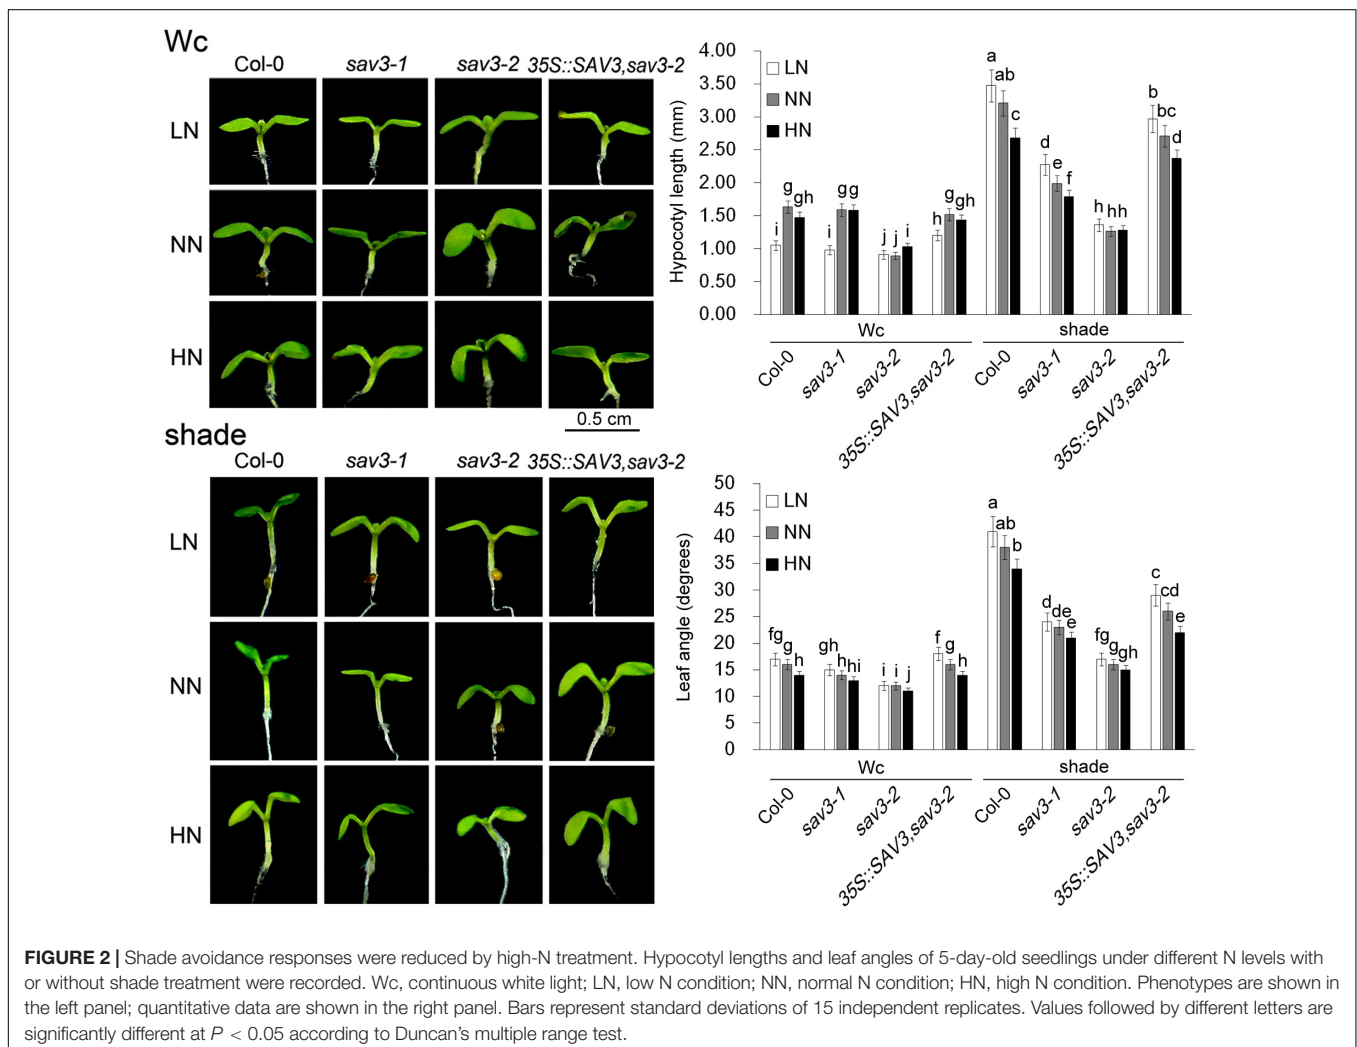 Wc
Col-0 sav3-1 sav3-2 35S::SAV3,sav3-2
LN
NN
HN
0.5 cm
shade
Col-0 sav3-1 sav3-2 35S::SAV3,sav3-2
LN
NN
HN
Hypocotyl length (mm)
4.00
3.50
3.00
2.50
2.00
1.50
1.00
0.50
0.00
LN
NN
HN
i g gh
i g g
j j i
h g gh
a ab c
d e f
h h h
b bc d
Wc shade
Col-0 sav3-1 sav3-2 35S::SAV3,sav3-2 Col-0 sav3-1 sav3-2 35S::SAV3,sav3-2
Leaf angle (degrees)
50
45
40
35
30
25
20
15
10
5
0
LN
NN
HN
fg g h
gh h hi
i i j
f g h
a ab b
d de e
fg g gh
c cd e
Wc shade
Col-0 sav3-1 sav3-2 35S::SAV3,sav3-2 Col-0 sav3-1 sav3-2 35S::SAV3,sav3-2
FIGURE 2 | Shade avoidance responses were reduced by high-N treatment. Hypocotyl lengths and leaf angles of 5-day-old seedlings under different N levels with
or without shade treatment were recorded. Wc, continuous white light; LN, low N condition; NN, normal N condition; HN, high N condition. Phenotypes are shown in
the left panel; quantitative data are shown in the right panel. Bars represent standard deviations of 15 independent replicates. Values followed by different letters are
significantly different at P < 0.05 according to Duncan's multiple range test.